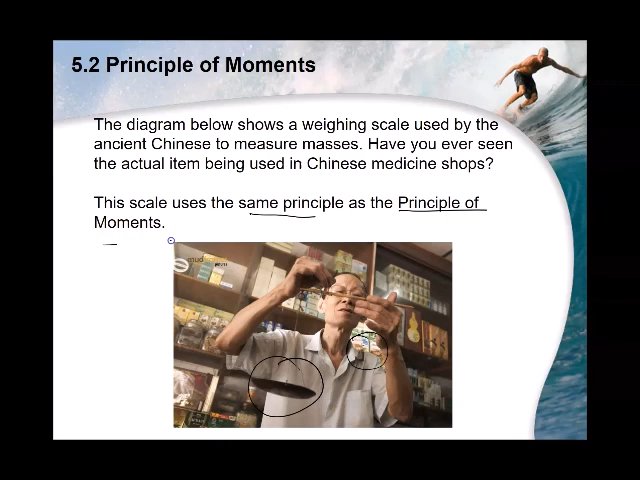 5.2 Principle of Moments
The diagram below shows a weighing scale used by the
ancient Chinese to measure masses. Have you ever seen
the actual item being used in Chinese medicine shops?
This scale uses the same principle as the Principle of
Moments.